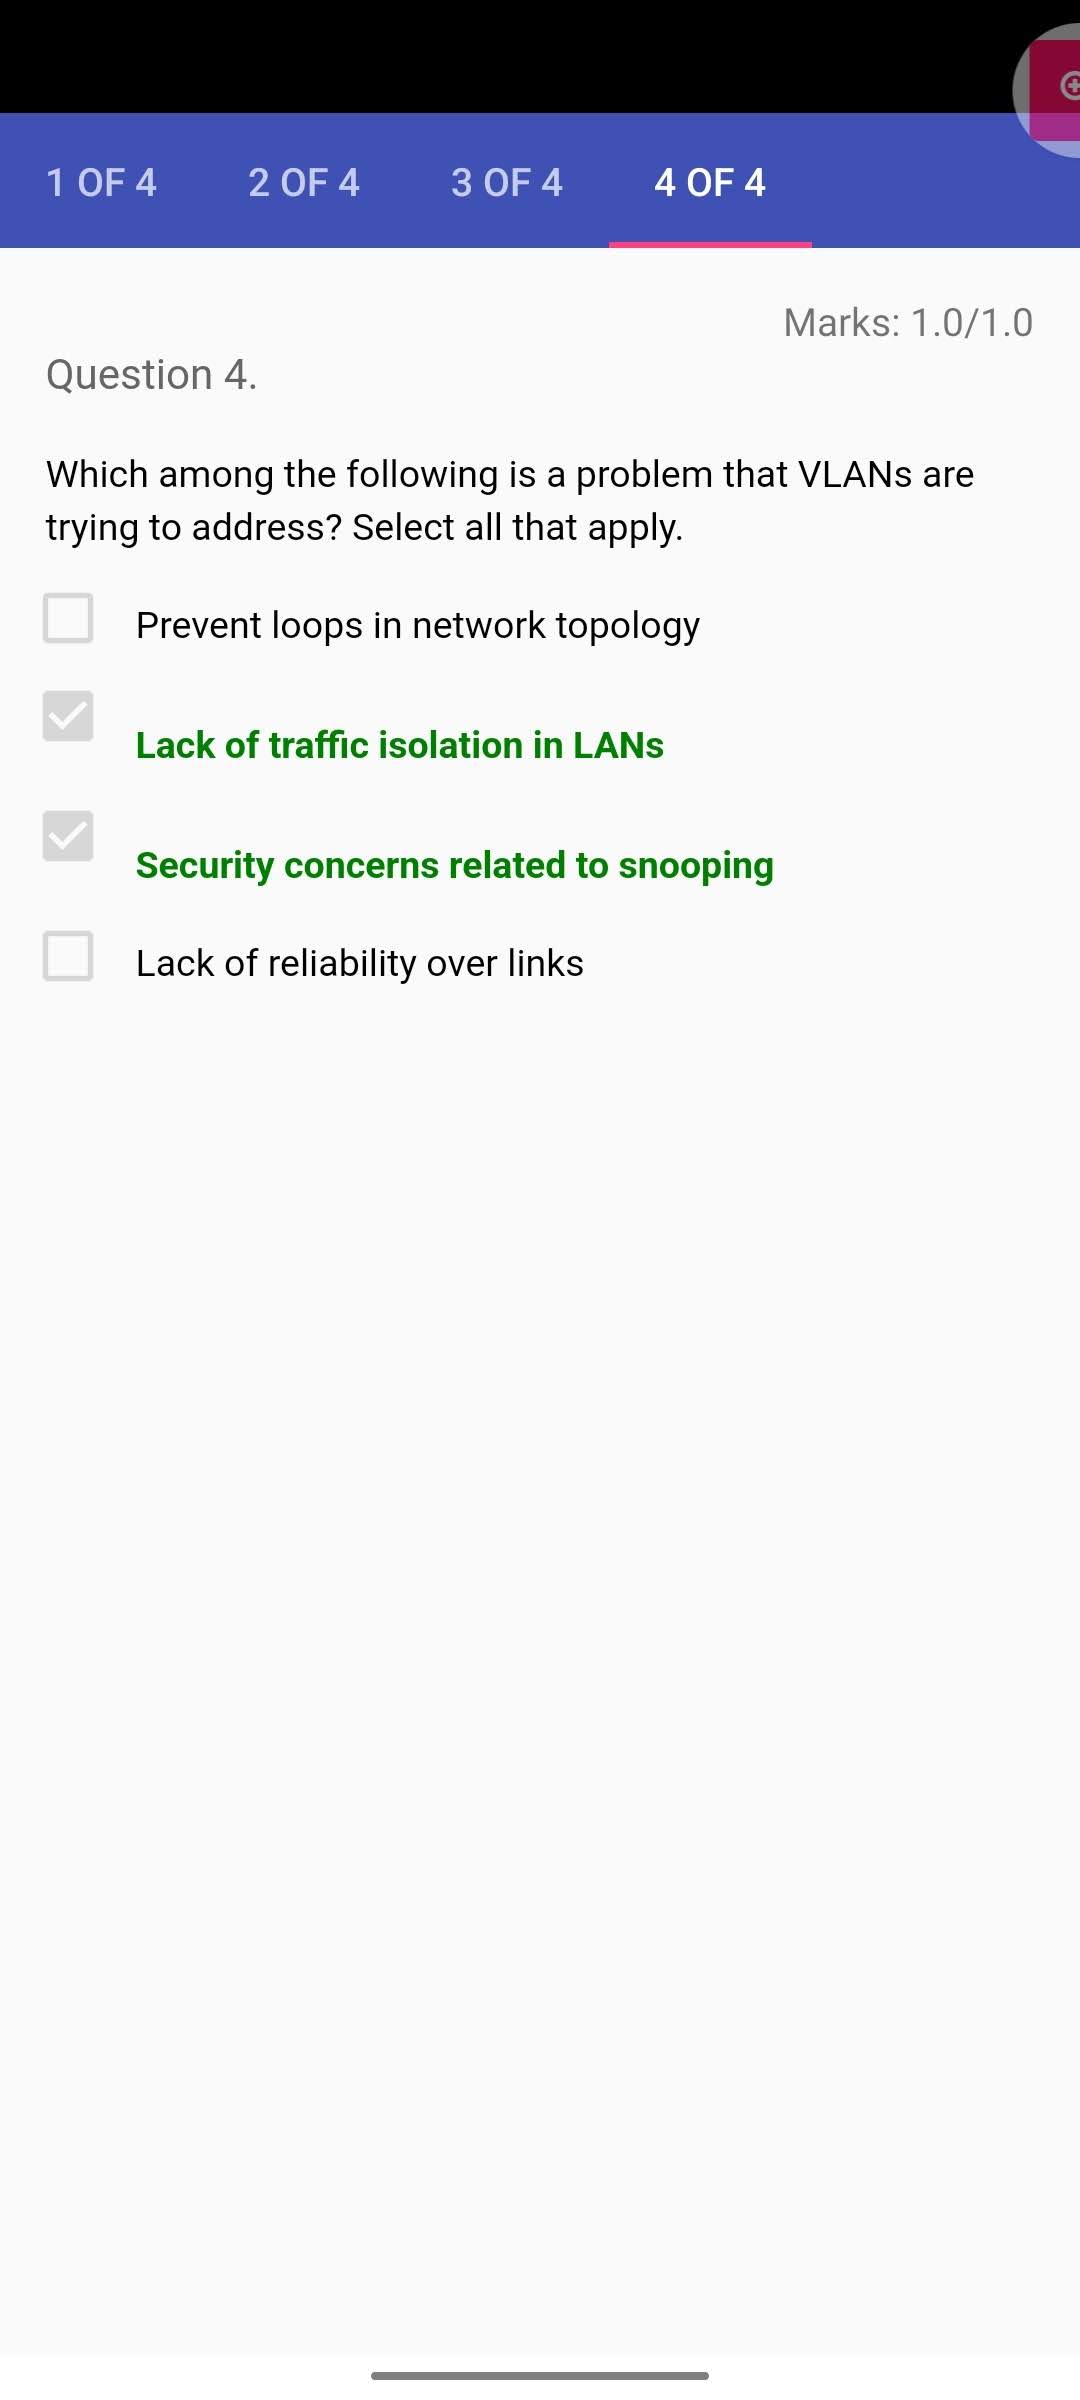 1 OF 4 2 OF 4 3 OF 4 4 OF 4
Marks: 1.0/1.0
Question 4.
Which among the following is a problem that VLANs are
trying to address? Select all that apply.
Prevent loops in network topology
Lack of traffic isolation in LANs
Security concerns related to snooping
Lack of reliability over links